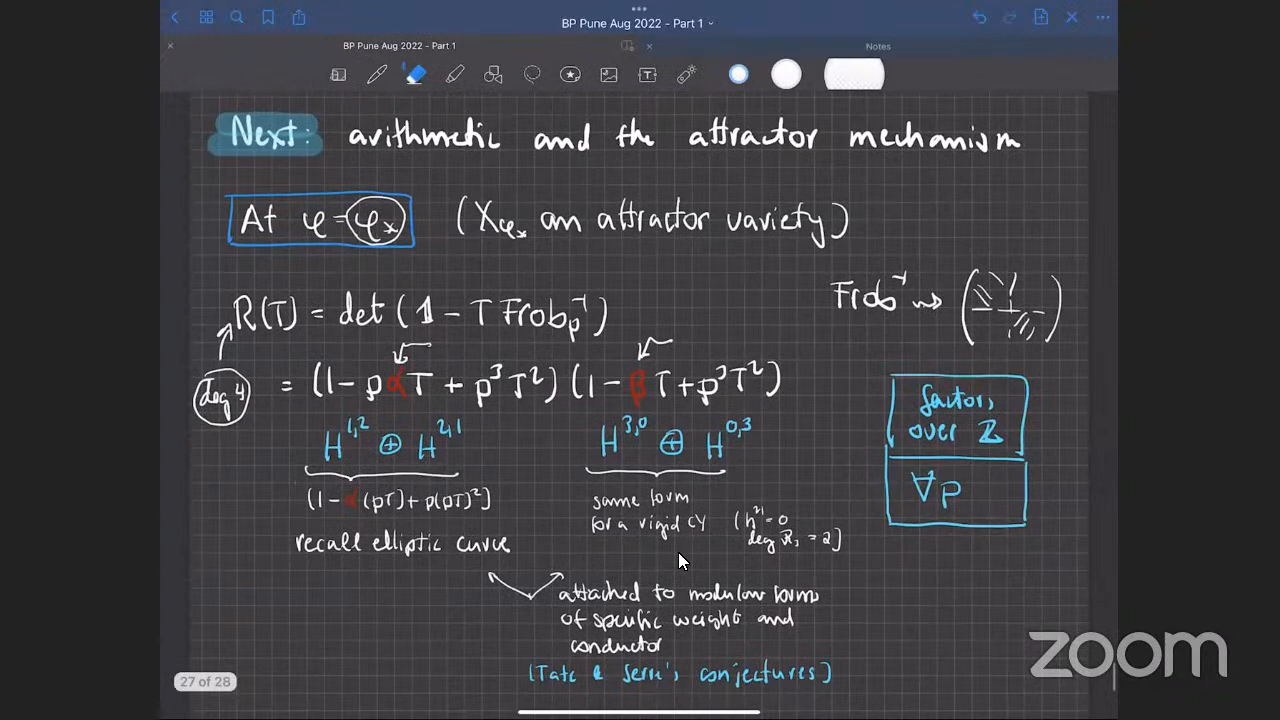 BP Pune Aug 2022 - Part 1
BP Pune Aug 2022 - Part 1
Notes
Next: arithmetic and the attractor mechanism
At φ = φ* (Xφ* an attractor variety)
Frob⁻¹ ⇝
R(T) = det (1 - T Frobp⁻¹)
deg 4
= (1 - pαT + p³T²) (1 - βT + p³T²)
H¹,² ⊕ H²,¹ H³,⁰ ⊕ H⁰,³
factors
over ℤ
∀p
(1 - α(pT) + p(pT)²)
same form
for a rigid CY (h²¹ = 0
deg R₃ = 2)
recall elliptic curve
attached to modular forms
of specific weight and
conductor
(Tate & Serre's conjectures)
27 of 28
zoom